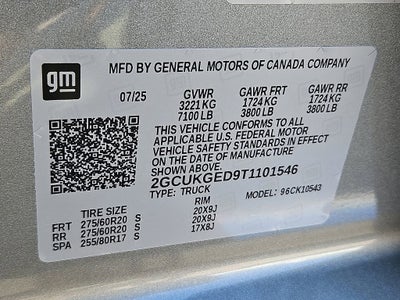 gm
MFD BY GENERAL MOTORS OF CANADA COMPANY
07/25 GVWR GAWR FRT GAWR RR
3221 KG 1724 KG 1724 KG
7100 LB 3800 LB 3800 LB
THIS VEHICLE CONFORMS TO ALL
APPLICABLE U.S. FEDERAL MOTOR
VEHICLE SAFETY STANDARDS IN EFFECT
ON THE DATE OF MANUFACTURE
SHOWN ABOVE.
2GCUKGED9T1101546
TYPE: TRUCK MODEL: 96CK10543
TIRE SIZE RIM
FRT 275/60R20 S 20X9J
RR 275/60R20 S 20X9J
SPA 255/80R17 S 17X8J